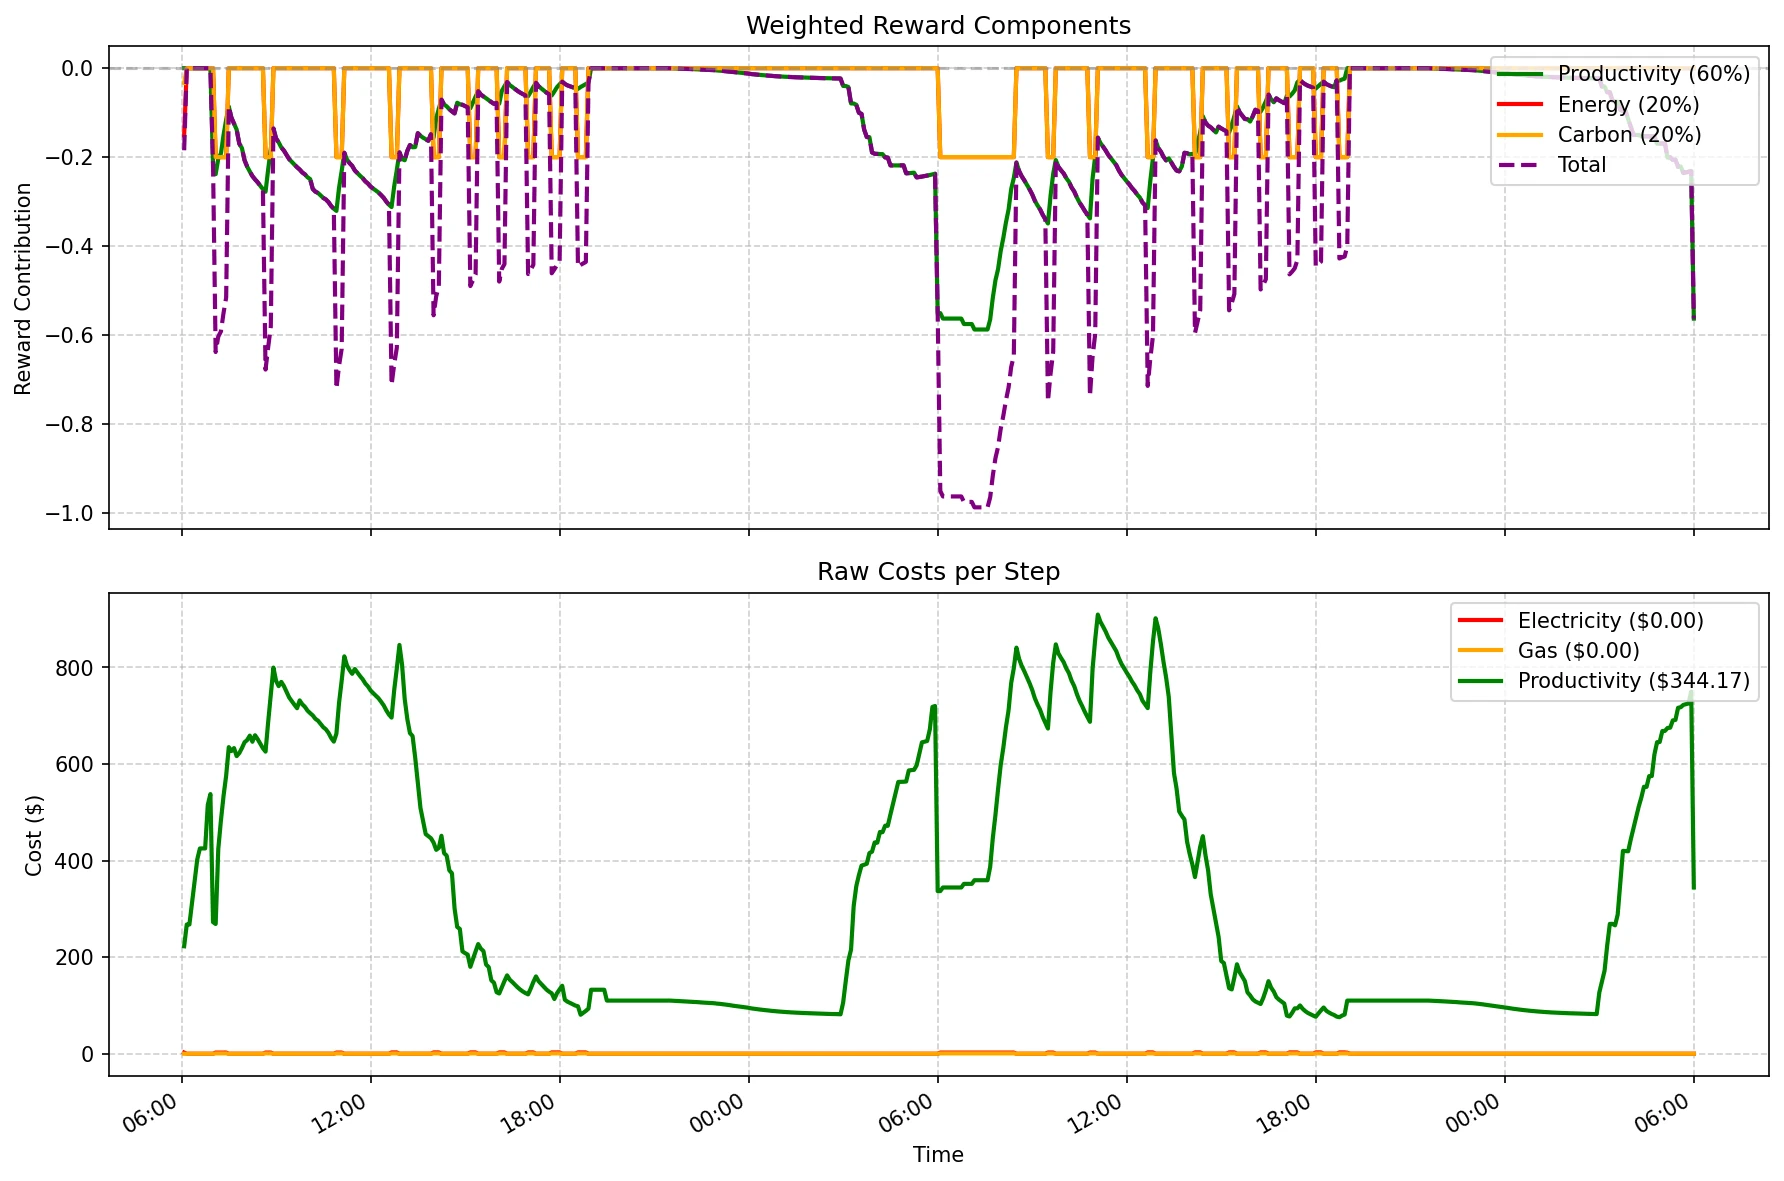 Weighted Reward Components
Reward Contribution
0.0
−0.2
−0.4
−0.6
−0.8
−1.0
Productivity (60%)
Energy (20%)
Carbon (20%)
Total
Raw Costs per Step
Cost ($)
800
600
400
200
0
Electricity ($0.00)
Gas ($0.00)
Productivity ($344.17)
06:00 12:00 18:00 00:00 06:00 12:00 18:00 00:00 06:00
Time